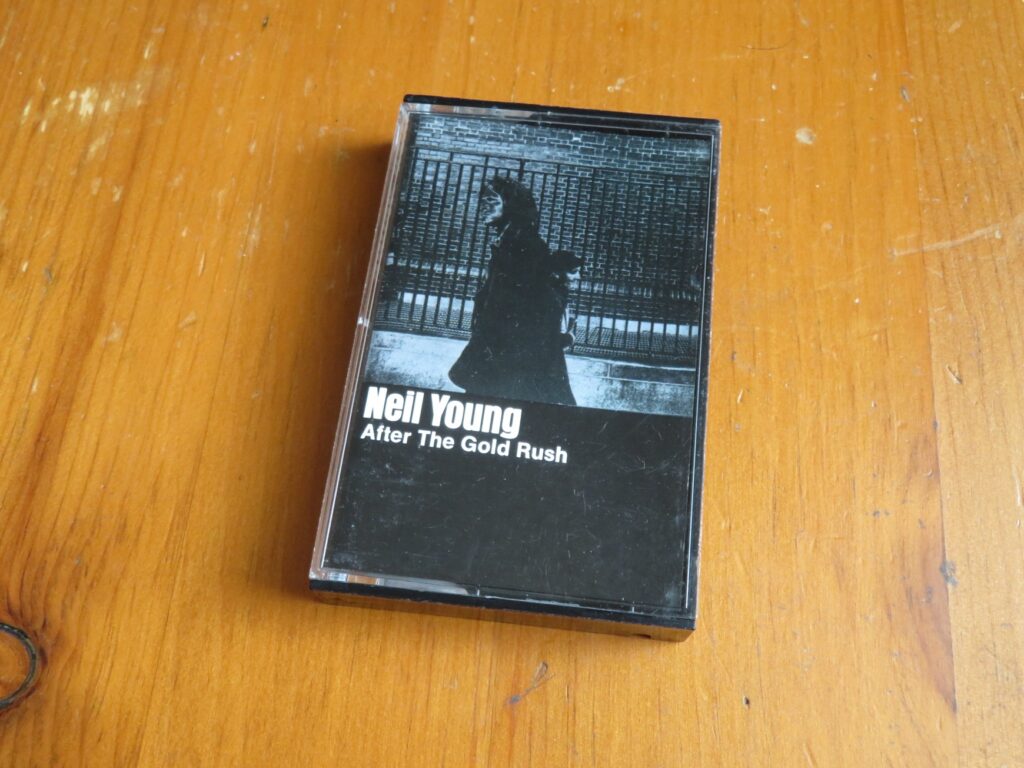 Neil Young
After The Gold Rush